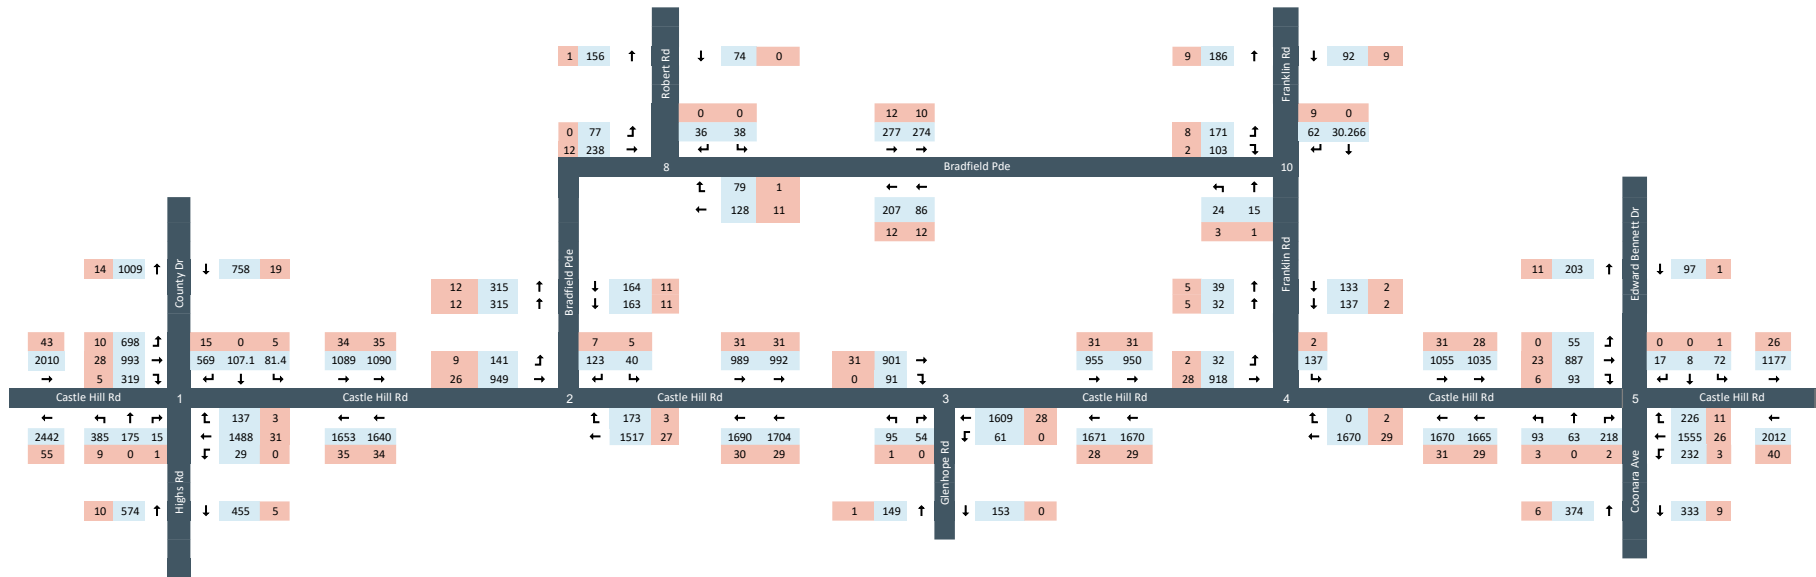 1 156 ↑ Robert Rd ↓ 74 0
9 186 ↑ Franklin Rd ↓ 92 9
0 0
12 10
9 0
0 77 36 38
277 274
8 171 62 30.266
12 238 →
→ →
2 103 ↓
8 Bradfield Pde 10
79 1
← ←
↑
← 128 11
207 86
24 15
12 12
3 1
14 1009 ↑ County Dr ↓ 758 19
Bradfield Pde
Franklin Rd
11 203 ↑ Edward Bennett Dr ↓ 97 1
12 315 ↑ ↓ 164 11
5 39 ↑ ↓ 133 2
12 315 ↑ ↓ 163 11
5 32 ↑ ↓ 137 2
43 10 698 15 0 5 34 35 9 141 7 5 31 31 31 901 → 31 31 2 32 2 31 28 0 55 0 0 1 26
2010 28 993 → 569 107.1 81.4 1089 1090 26 949 → 123 40 989 992 0 91 955 950 28 918 → 137 1055 1035 23 887 → 17 8 72 1177
→ 5 319 ↓ → → → → → → → → 6 93 ↓ →
Castle Hill Rd 1 Castle Hill Rd 2 Castle Hill Rd 3 Castle Hill Rd 4 Castle Hill Rd 5 Castle Hill Rd
← ↑ 137 3 ← ← 173 3 ← ← ← 1609 28 ← ← 0 2 ← ← ↑ 226 11 ←
2442 385 175 15 ← 1488 31 1653 1640 ← 1517 27 1690 1704 95 54 61 0 1671 1670 ← 1670 29 1670 1665 93 63 218 ← 1555 26 2012
55 9 0 1 29 0 35 34 30 29 1 0 28 29 31 29 3 0 2 232 3 40
10 574 ↑ Highs Rd ↓ 455 5
1 149 ↑ Glenhope Rd ↓ 153 0
6 374 ↑ Coonara Ave ↓ 333 9